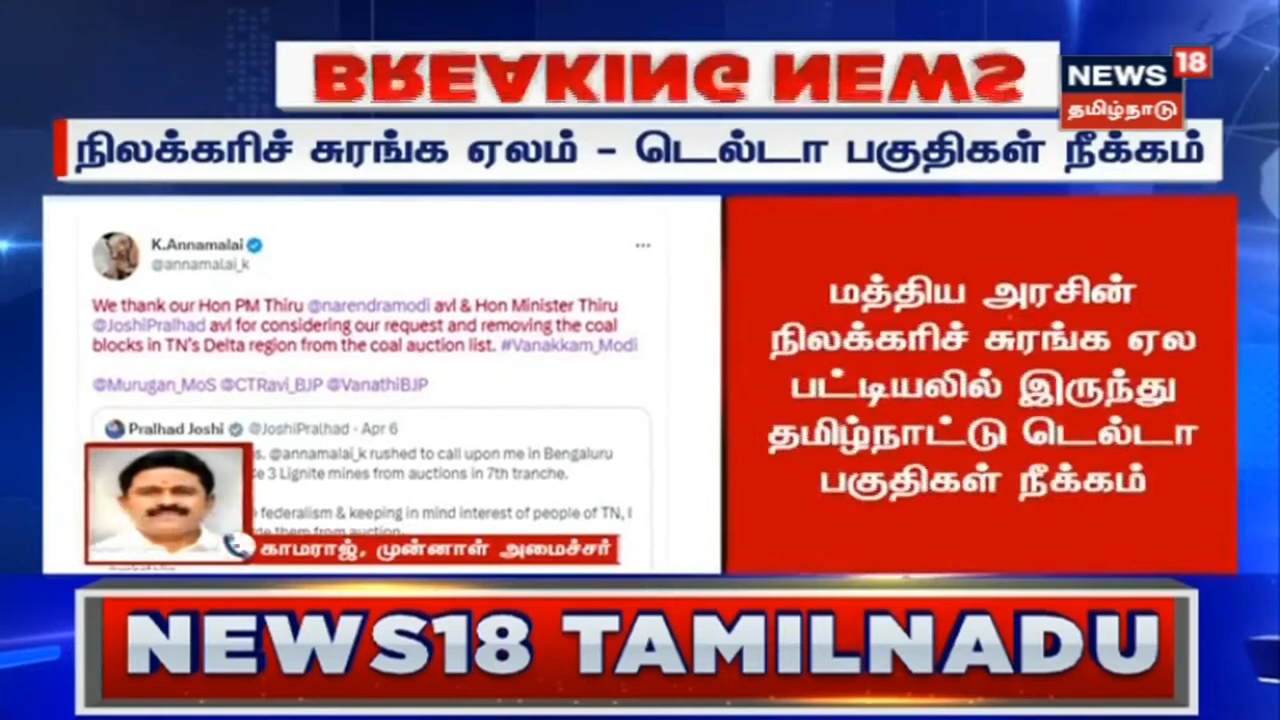 BREAKING NEWS
NEWS 18
தமிழ்நாடு
நிலக்கரிச் சுரங்க ஏலம் - டெல்டா பகுதிகள் நீக்கம்
K.Annamalai
@annamalai_k
We thank our Hon PM Thiru @narendramodi avl & Hon Minister Thiru
@JoshiPralhad avl for considering our request and removing the coal
blocks in TN's Delta region from the coal auction list. #Vanakkam_Modi
@Murugan_MoS @CTRavi_BJP @VanathiBJP
Pralhad Joshi @JoshiPralhad · Apr 6
s. @annamalai_k rushed to call upon me in Bengaluru
e 3 Lignite mines from auctions in 7th tranche.
federalism & keeping in mind interest of people of TN, I
them from auction.
காமராஜ், முன்னாள் அமைச்சர்
மத்திய அரசின்
நிலக்கரிச் சுரங்க ஏல
பட்டியலில் இருந்து
தமிழ்நாட்டு டெல்டா
பகுதிகள் நீக்கம்
NEWS18 TAMILNADU